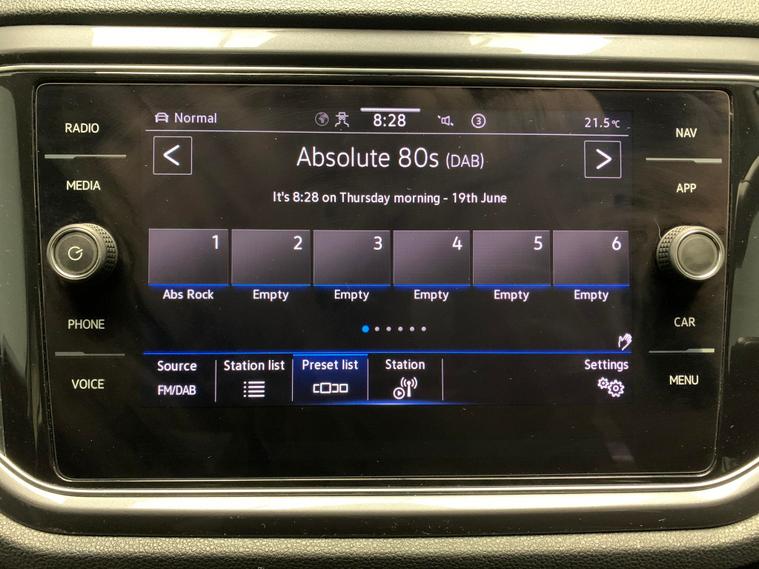 RADIO
MEDIA
PHONE
VOICE
Normal
8:28
3
21.5°C
<
Absolute 80s (DAB)
>
It's 8:28 on Thursday morning - 19th June
1 2 3 4 5 6
Abs Rock Empty Empty Empty Empty Empty
Source Station list Preset list Station Settings
FM/DAB
NAV
APP
CAR
MENU